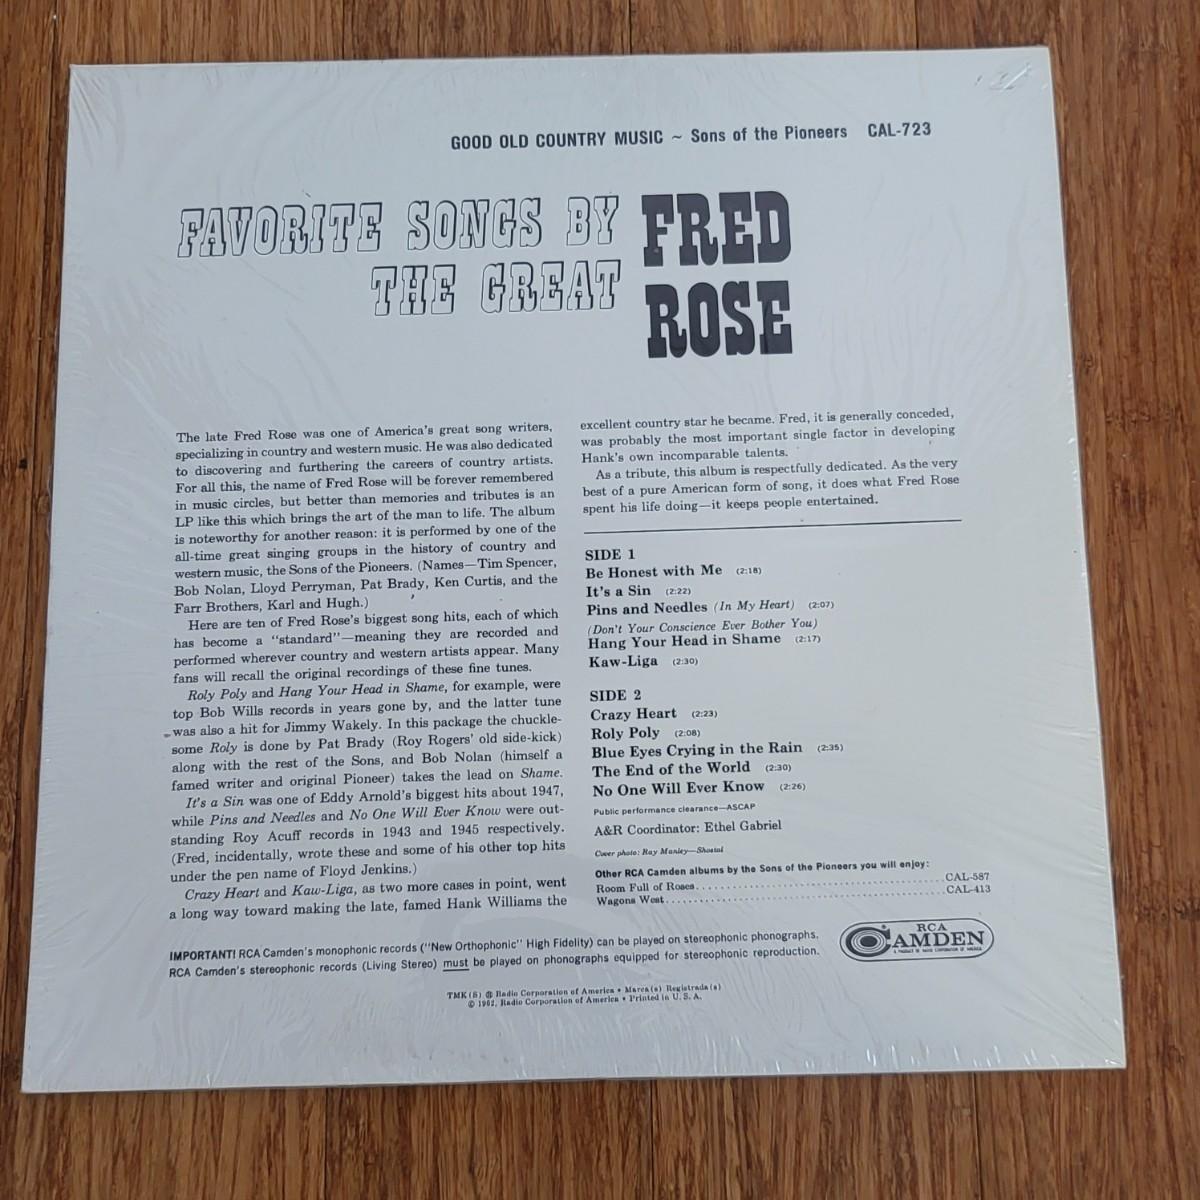 GOOD OLD COUNTRY MUSIC ~ Sons of the Pioneers CAL-723
FAVORITE SONGS BY
THE GREAT
FRED
ROSE
The late Fred Rose was one of America's great song writers,
specializing in country and western music. He was also dedicated
to discovering and furthering the careers of country artists.
For all this, the name of Fred Rose will be forever remembered
in music circles, but better than memories and tributes is an
LP like this which brings the art of the man to life. The album
is noteworthy for another reason: it is performed by one of the
all-time great singing groups in the history of country and
western music, the Sons of the Pioneers. (Names—Tim Spencer,
Bob Nolan, Lloyd Perryman, Pat Brady, Ken Curtis, and the
Farr Brothers, Karl and Hugh.)
Here are ten of Fred Rose's biggest song hits, each of which
has become a "standard"—meaning they are recorded and
performed wherever country and western artists appear. Many
fans will recall the original recordings of these fine tunes.
Roly Poly and Hang Your Head in Shame, for example, were
top Bob Wills records in years gone by, and the latter tune
was also a hit for Jimmy Wakely. In this package the chuckle-
some Roly is done by Pat Brady (Roy Rogers' old side-kick)
along with the rest of the Sons, and Bob Nolan (himself a
famed writer and original Pioneer) takes the lead on Shame.
It's a Sin was one of Eddy Arnold's biggest hits about 1947,
while Pins and Needles and No One Will Ever Know were out-
standing Roy Acuff records in 1943 and 1945 respectively.
(Fred, incidentally, wrote these and some of his other top hits
under the pen name of Floyd Jenkins.)
Crazy Heart and Kaw-Liga, as two more cases in point, went
a long way toward making the late, famed Hank Williams the
excellent country star he became. Fred, it is generally conceded,
was probably the most important single factor in developing
Hank's own incomparable talents.
As a tribute, this album is respectfully dedicated. As the very
best of a pure American form of song, it does what Fred Rose
spent his life doing—it keeps people entertained.
SIDE 1
Be Honest with Me (2:18)
It's a Sin (2:22)
Pins and Needles (In My Heart) (2:07)
(Don't Your Conscience Ever Bother You)
Hang Your Head in Shame (2:17)
Kaw-Liga (2:30)
SIDE 2
Crazy Heart (2:23)
Roly Poly (2:08)
Blue Eyes Crying in the Rain (2:35)
The End of the World (2:30)
No One Will Ever Know (2:26)
Public performance clearance—ASCAP
A&R Coordinator: Ethel Gabriel
Cover photo: Ray Manley—Shostal
Other RCA Camden albums by the Sons of the Pioneers you will enjoy:
Room Full of Roses.......................................CAL-587
Wagons West.............................................CAL-413
IMPORTANT! RCA Camden's monophonic records ("New Orthophonic" High Fidelity) can be played on stereophonic phonographs.
RCA Camden's stereophonic records (Living Stereo) must be played on phonographs equipped for stereophonic reproduction.
RCA
CAMDEN
A PRODUCT OF RADIO CORPORATION OF AMERICA
TMK(s) ® Radio Corporation of America • Marca(s) Registrada(s)
© 1962, Radio Corporation of America • Printed in U. S. A.